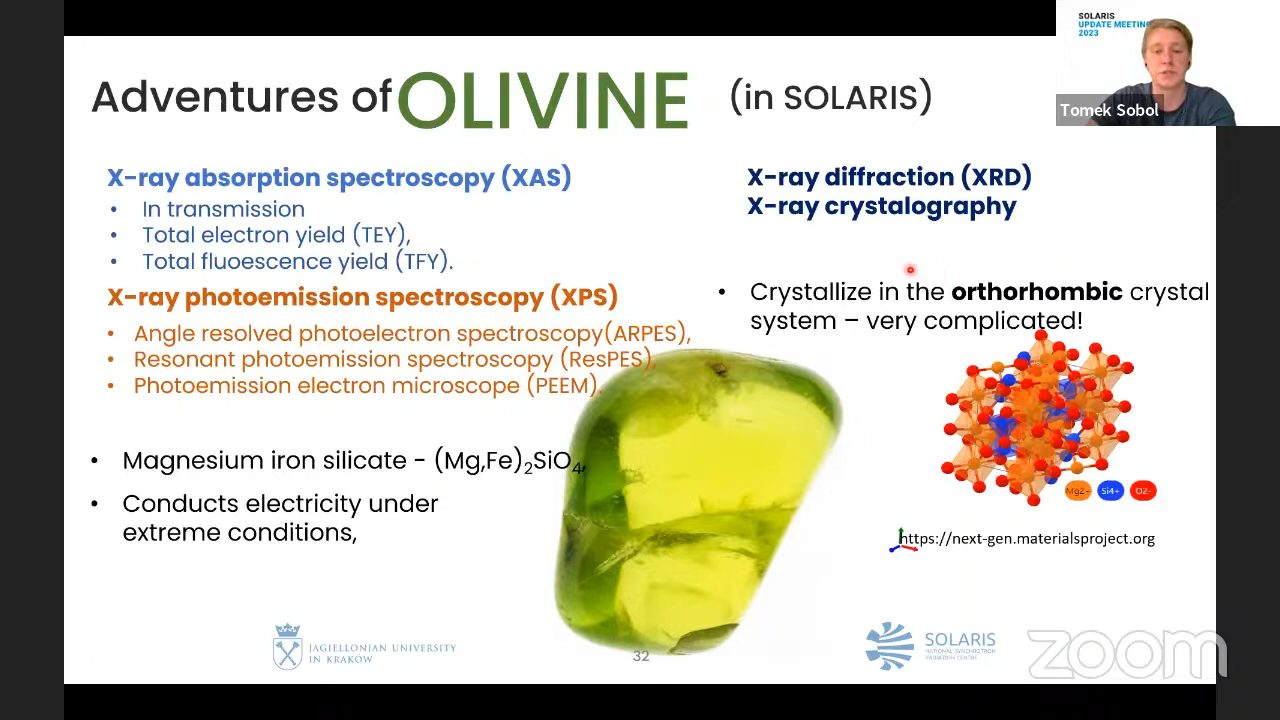 SOLARIS
UPDATE MEETING
2023
Tomek Sobol
Adventures of OLIVINE (in SOLARIS)
X-ray absorption spectroscopy (XAS)
• In transmission
• Total electron yield (TEY),
• Total fluoescence yield (TFY).
X-ray photoemission spectroscopy (XPS)
• Angle resolved photoelectron spectroscopy(ARPES),
• Resonant photoemission spectroscopy (ResPES),
• Photoemission electron microscope (PEEM).
• Magnesium iron silicate - (Mg,Fe)₂SiO₄,
• Conducts electricity under
extreme conditions,
X-ray diffraction (XRD)
X-ray crystalography
• Crystallize in the orthorhombic crystal
system – very complicated!
Mg2+ Si4+ O2-
https://next-gen.materialsproject.org
JAGIELLONIAN UNIVERSITY
IN KRAKÓW
32
SOLARIS
NATIONAL SYNCHROTRON
RADIATION CENTRE
zoom